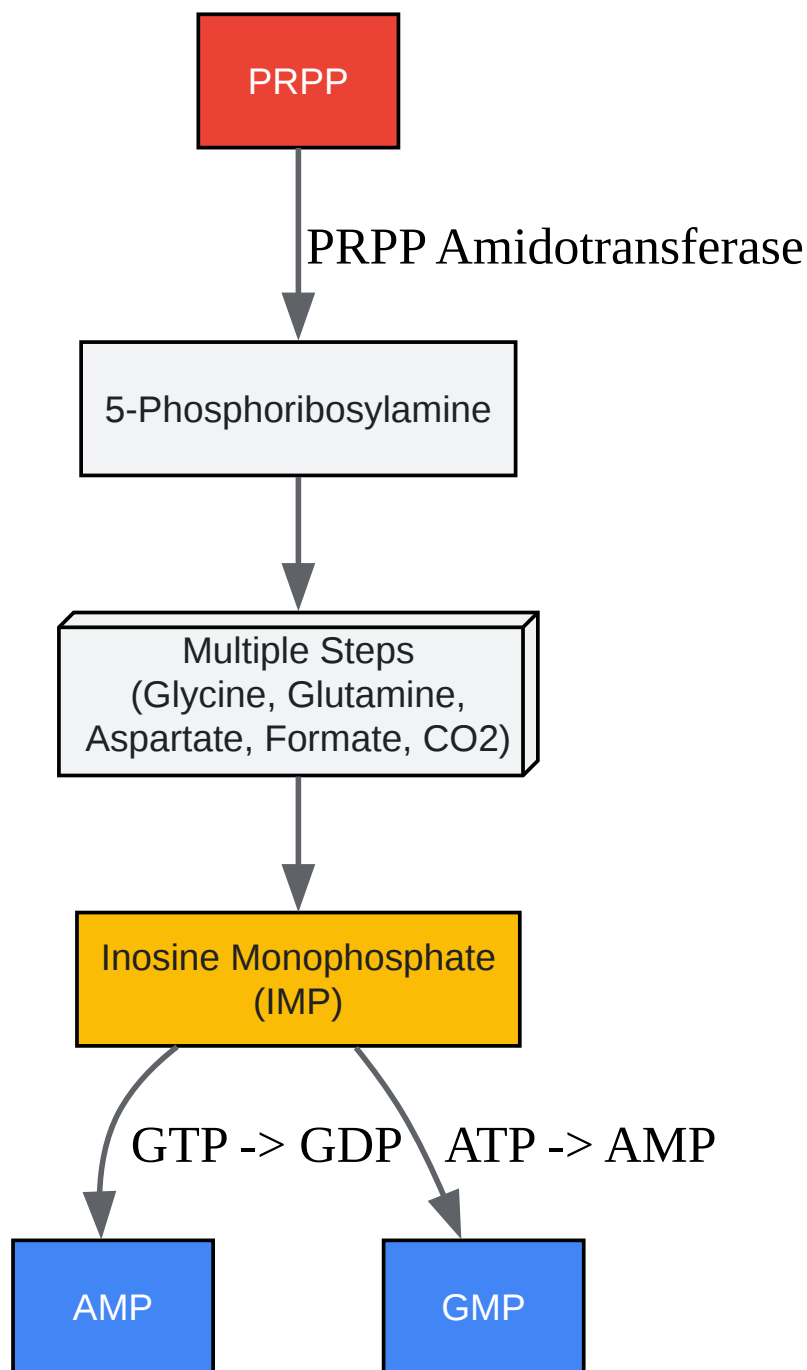 PRPP
PRPP Amidotransferase
5-Phosphoribosylamine
Multiple Steps
(Glycine, Glutamine,
Aspartate, Formate, CO2)
Inosine Monophosphate
(IMP)
GTP -> GDP
ATP -> AMP
AMP
GMP